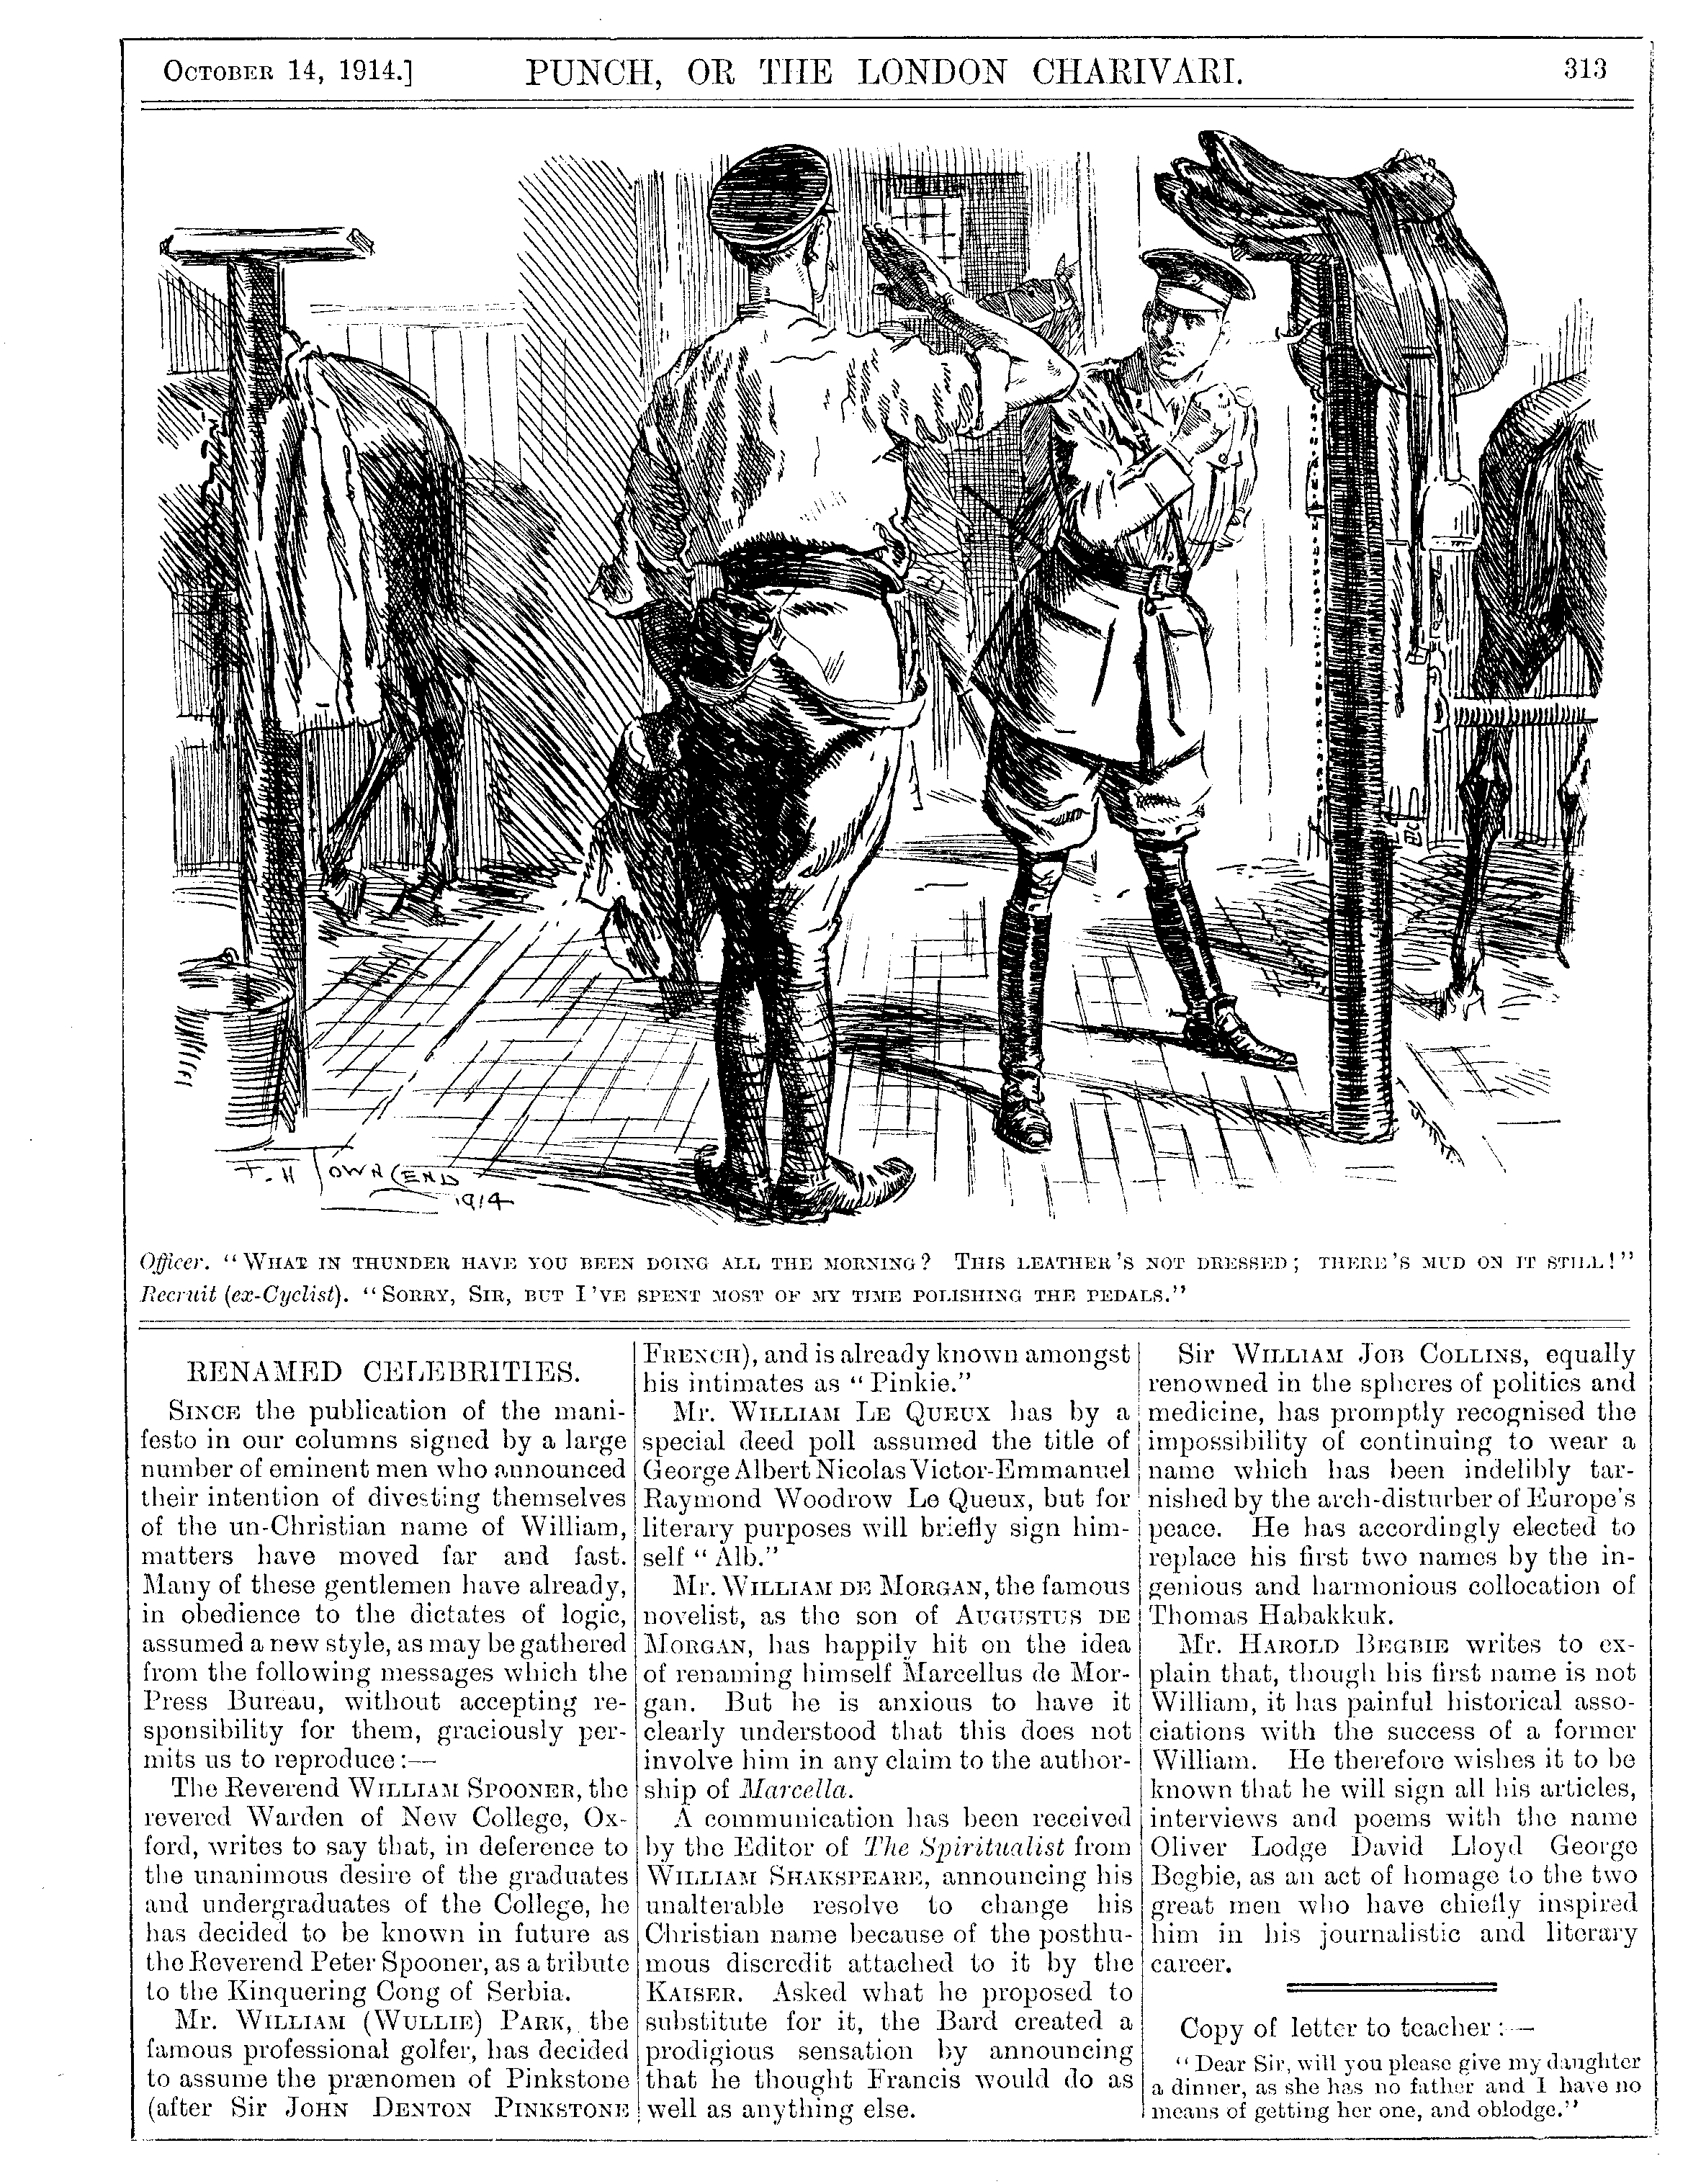 OCTOBER 14, 1914.] PUNCH, OR THE LONDON CHARIVARI. 313
F. H TOWNSEND
1914
Officer. "WHAT IN THUNDER HAVE YOU BEEN DOING ALL THE MORNING? THIS LEATHER'S NOT DRESSED; THERE'S MUD ON IT STILL!"
Recruit (ex-Cyclist). "SORRY, SIR, BUT I'VE SPENT MOST OF MY TIME POLISHING THE PEDALS."
RENAMED CELEBRITIES.
SINCE the publication of the mani-
festo in our columns signed by a large
number of eminent men who announced
their intention of divesting themselves
of the un-Christian name of William,
matters have moved far and fast.
Many of these gentlemen have already,
in obedience to the dictates of logic,
assumed a new style, as may be gathered
from the following messages which the
Press Bureau, without accepting re-
sponsibility for them, graciously per-
mits us to reproduce:—
The Reverend WILLIAM SPOONER, the
revered Warden of New College, Ox-
ford, writes to say that, in deference to
the unanimous desire of the graduates
and undergraduates of the College, he
has decided to be known in future as
the Reverend Peter Spooner, as a tribute
to the Kinquering Cong of Serbia.
Mr. WILLIAM (WULLIE) PARK, the
famous professional golfer, has decided
to assume the prænomen of Pinkstone
(after Sir JOHN DENTON PINKSTONE
FRENCH), and is already known amongst
his intimates as "Pinkie."
Mr. WILLIAM LE QUEUX has by a
special deed poll assumed the title of
George Albert Nicolas Victor-Emmanuel
Raymond Woodrow Le Queux, but for
literary purposes will briefly sign him-
self "Alb."
Mr. WILLIAM DE MORGAN, the famous
novelist, as the son of AUGUSTUS DE
MORGAN, has happily hit on the idea
of renaming himself Marcellus de Mor-
gan. But he is anxious to have it
clearly understood that this does not
involve him in any claim to the author-
ship of Marcella.
A communication has been received
by the Editor of The Spiritualist from
WILLIAM SHAKSPEARE, announcing his
unalterable resolve to change his
Christian name because of the posthu-
mous discredit attached to it by the
KAISER. Asked what he proposed to
substitute for it, the Bard created a
prodigious sensation by announcing
that he thought Francis would do as
well as anything else.
Sir WILLIAM JOB COLLINS, equally
renowned in the spheres of politics and
medicine, has promptly recognised the
impossibility of continuing to wear a
name which has been indelibly tar-
nished by the arch-disturber of Europe's
peace. He has accordingly elected to
replace his first two names by the in-
genious and harmonious collocation of
Thomas Habakkuk.
Mr. HAROLD BEGBIE writes to ex-
plain that, though his first name is not
William, it has painful historical asso-
ciations with the success of a former
William. He therefore wishes it to be
known that he will sign all his articles,
interviews and poems with the name
Oliver Lodge David Lloyd George
Begbie, as an act of homage to the two
great men who have chiefly inspired
him in his journalistic and literary
career.
Copy of letter to teacher:—
"Dear Sir, will you please give my daughter
a dinner, as she has no father and I have no
means of getting her one, and oblodge."